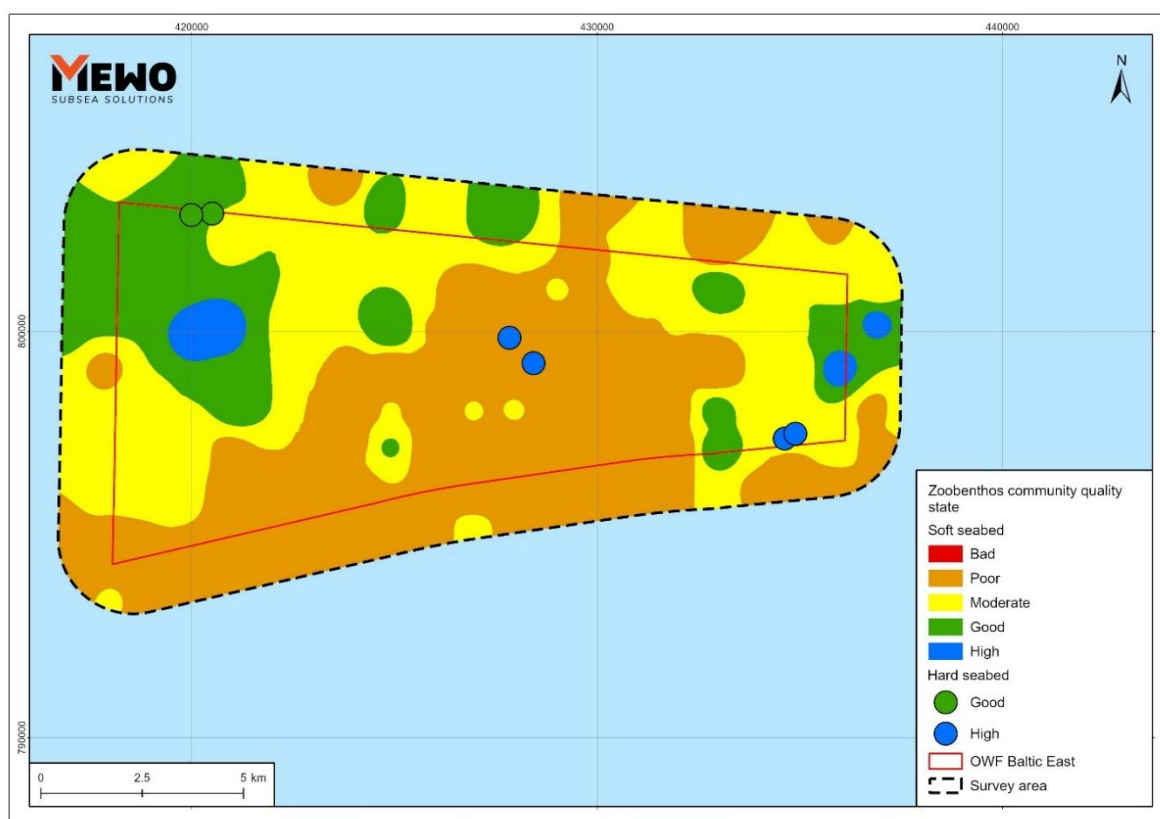 420000
430000
440000
MEWO
SUBSEA SOLUTIONS
N
800000
790000
Zoobenthos community quality
state
Soft seabed
Bad
Poor
Moderate
Good
High
Hard seabed
Good
High
OWF Baltic East
Survey area
0 2.5 5 km